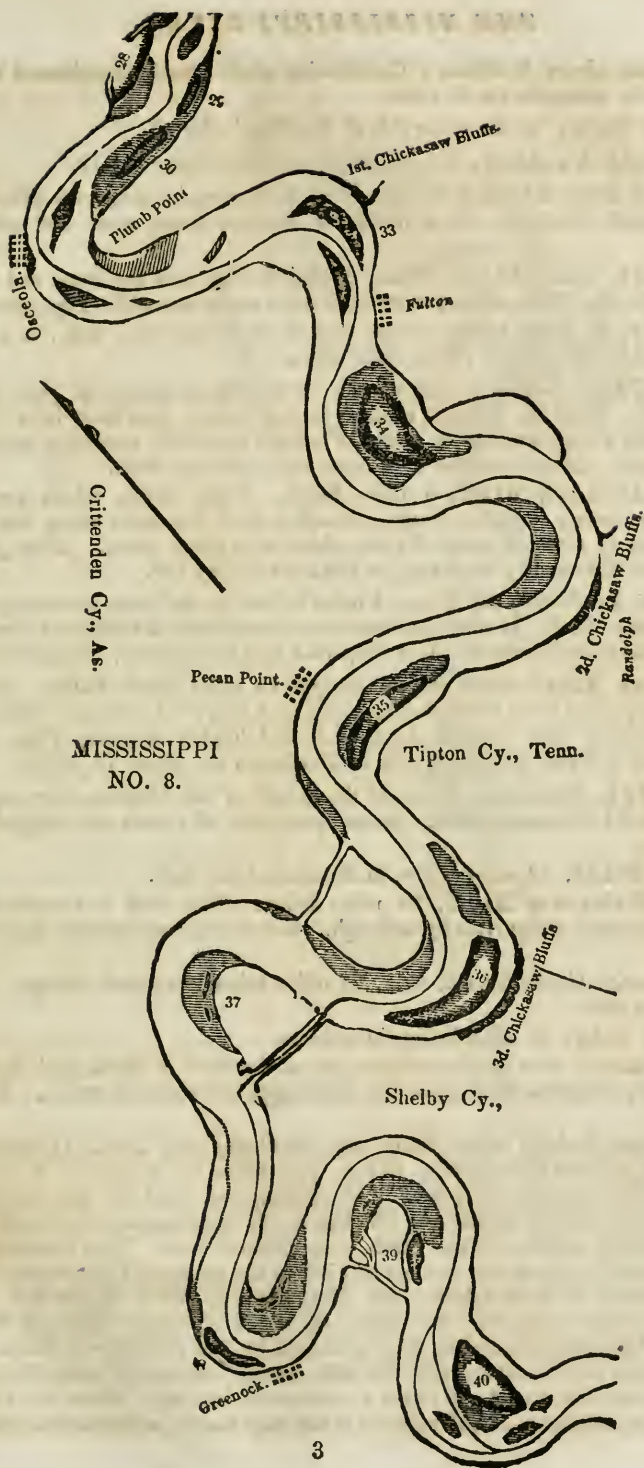 28
29
30
Plumb Point
1st. Chickasaw Bluffs.
33
Osceola.
Fulton
34
Crittenden Cy., As.
2d. Chickasaw Bluffs.
Randolph
Pecan Point.
35
MISSISSIPPI
NO. 8.
Tipton Cy., Tenn.
36
3d. Chickasaw Bluffs
37
Shelby Cy.,
39
Greenock.
40
3